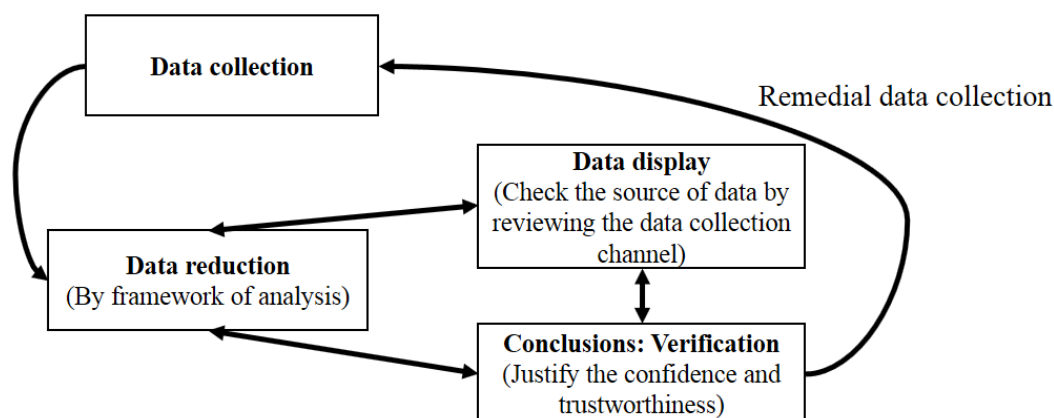 Data collection
Remedial data collection
Data display
(Check the source of data by
reviewing the data collection
channel)
Data reduction
(By framework of analysis)
Conclusions: Verification
(Justify the confidence and
trustworthiness)